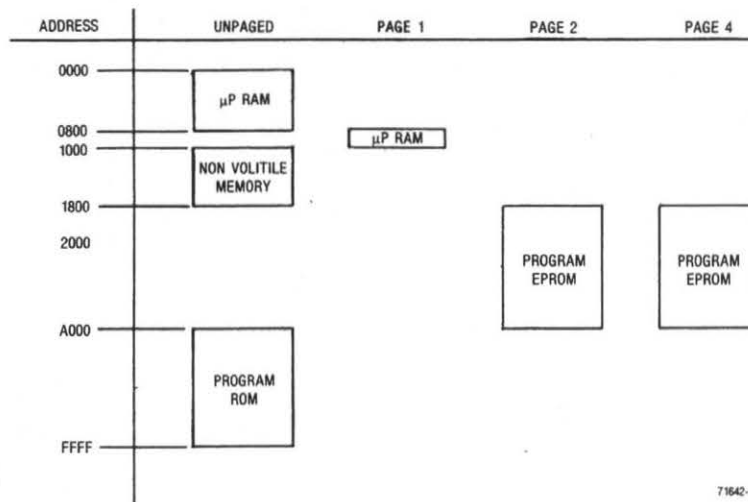 ADDRESS UNPAGED PAGE 1 PAGE 2 PAGE 4
0000
μP RAM
0800
μP RAM
1000
NON VOLITILE
MEMORY
1800
2000
PROGRAM
EPROM
PROGRAM
EPROM
A000
PROGRAM
ROM
FFFF
71642-